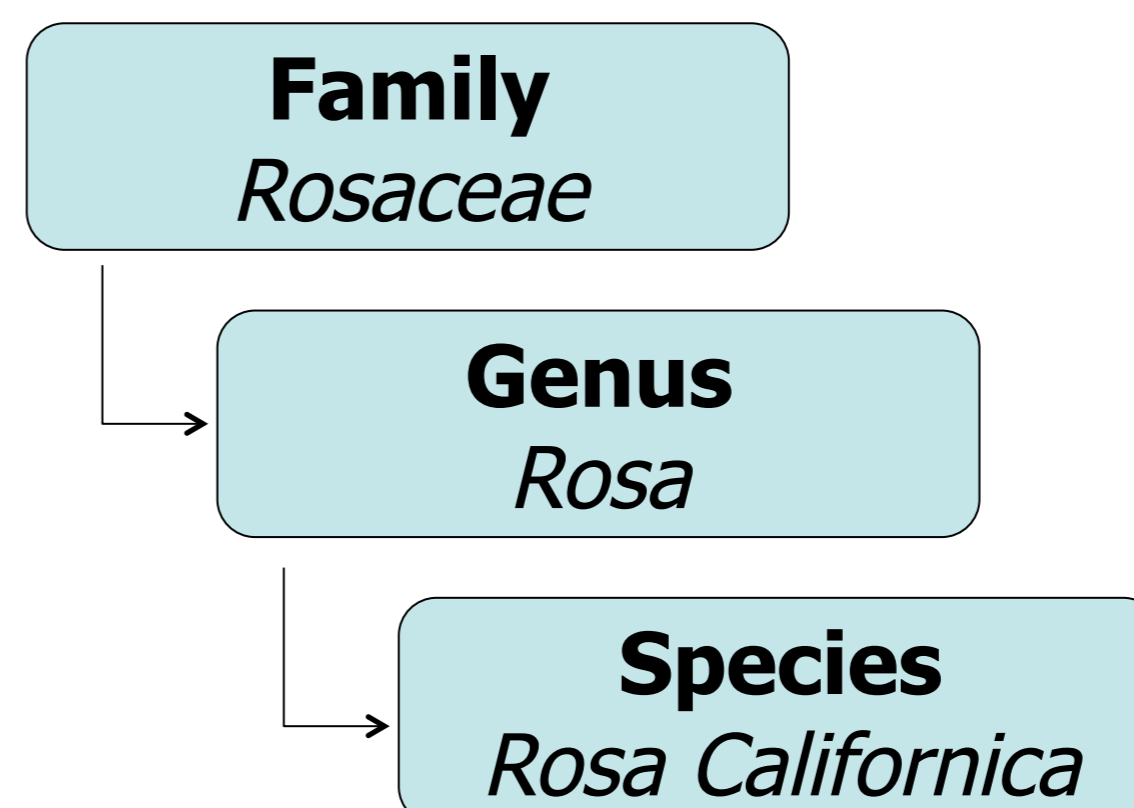 Family
Rosaceae
Genus
Rosa
Species
Rosa Californica